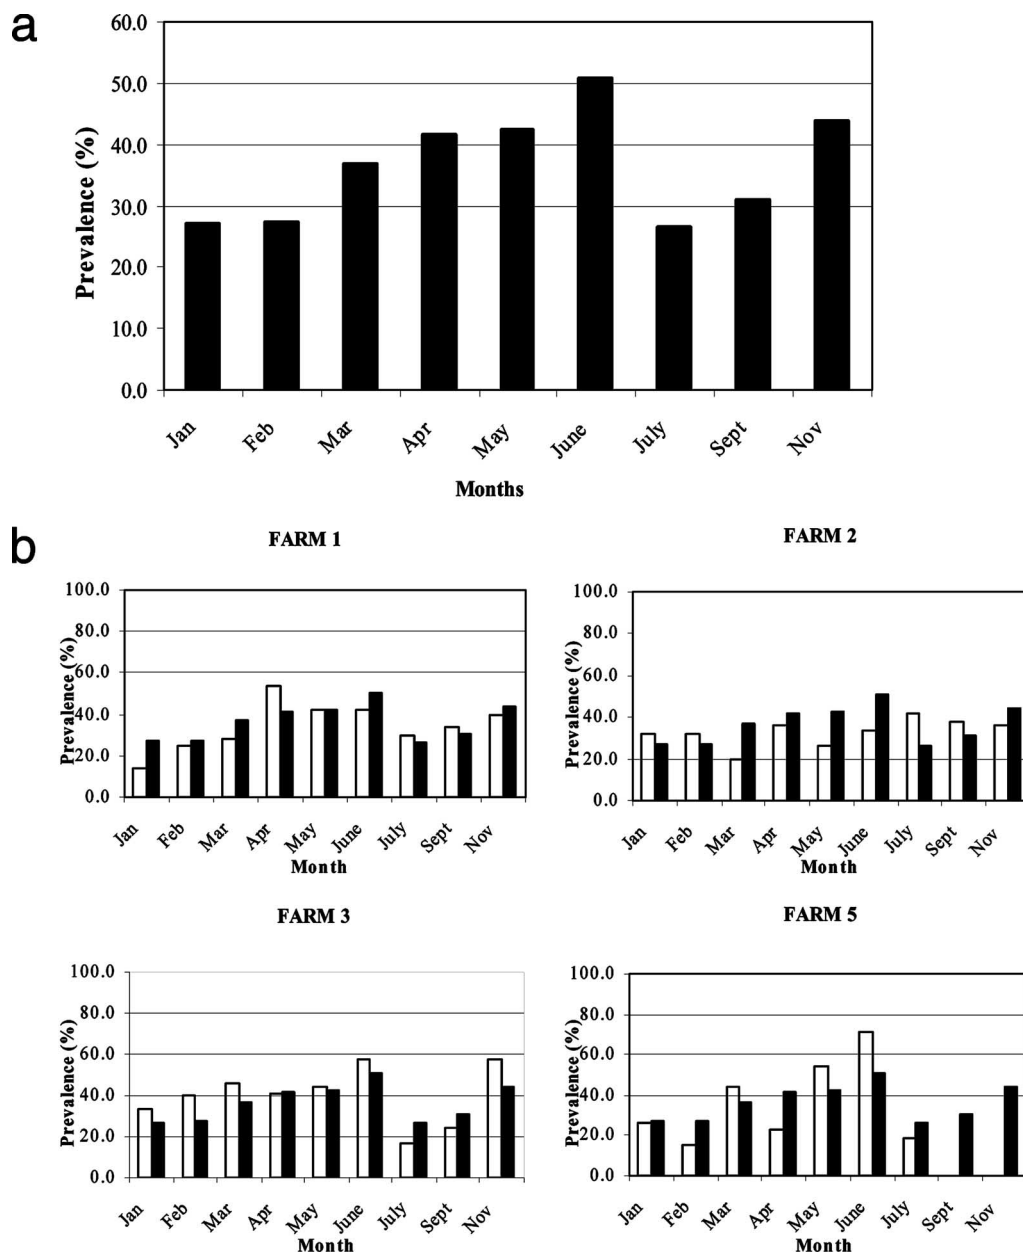 a
60.0
50.0
40.0
30.0
20.0
10.0
0.0
Prevalence (%)
Jan Feb Mar Apr May June July Sept Nov
Months
b
FARM 1
100.0
80.0
60.0
40.0
20.0
0.0
Prevalence (%)
Jan Feb Mar Apr May June July Sept Nov
Month
FARM 2
100.0
80.0
60.0
40.0
20.0
0.0
Prevalence (%)
Jan Feb Mar Apr May June July Sept Nov
Month
FARM 3
100.0
80.0
60.0
40.0
20.0
0.0
Prevalence (%)
Jan Feb Mar Apr May June July Sept Nov
Month
FARM 5
100.0
80.0
60.0
40.0
20.0
0.0
Prevalence (%)
Jan Feb Mar Apr May June July Sept Nov
Month